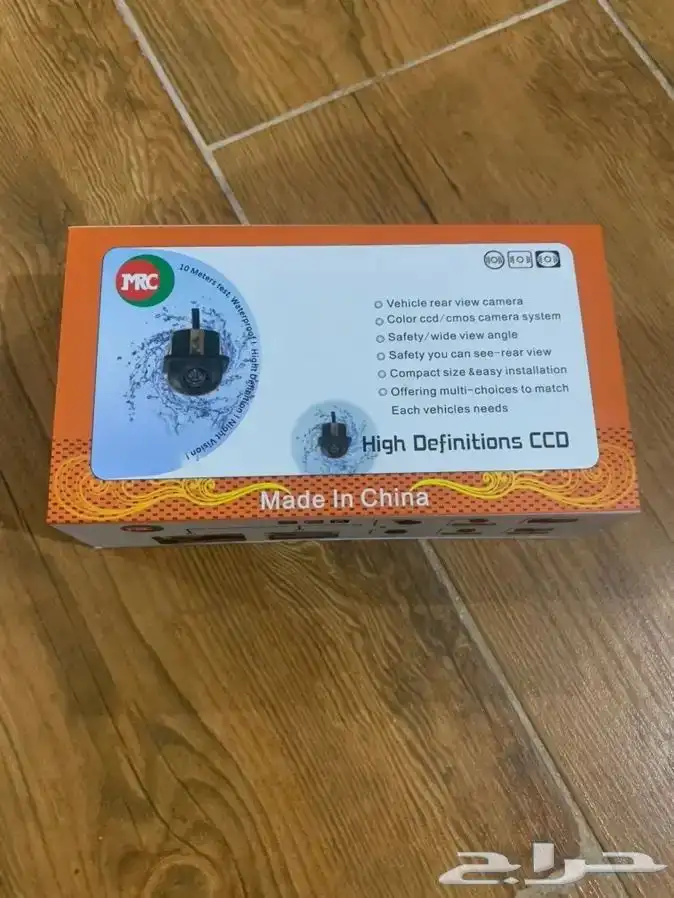 MRC
10 Meters test. Waterproof ! Hight Definition ! Night Vision !
Vehicle rear view camera
Color ccd/cmos camera system
Safety/wide view angle
Safety you can see-rear view
Compact size &easy installation
Offering multi-choices to match
Each vehicles needs
High Definitions CCD
Made In China
MRC
حراج